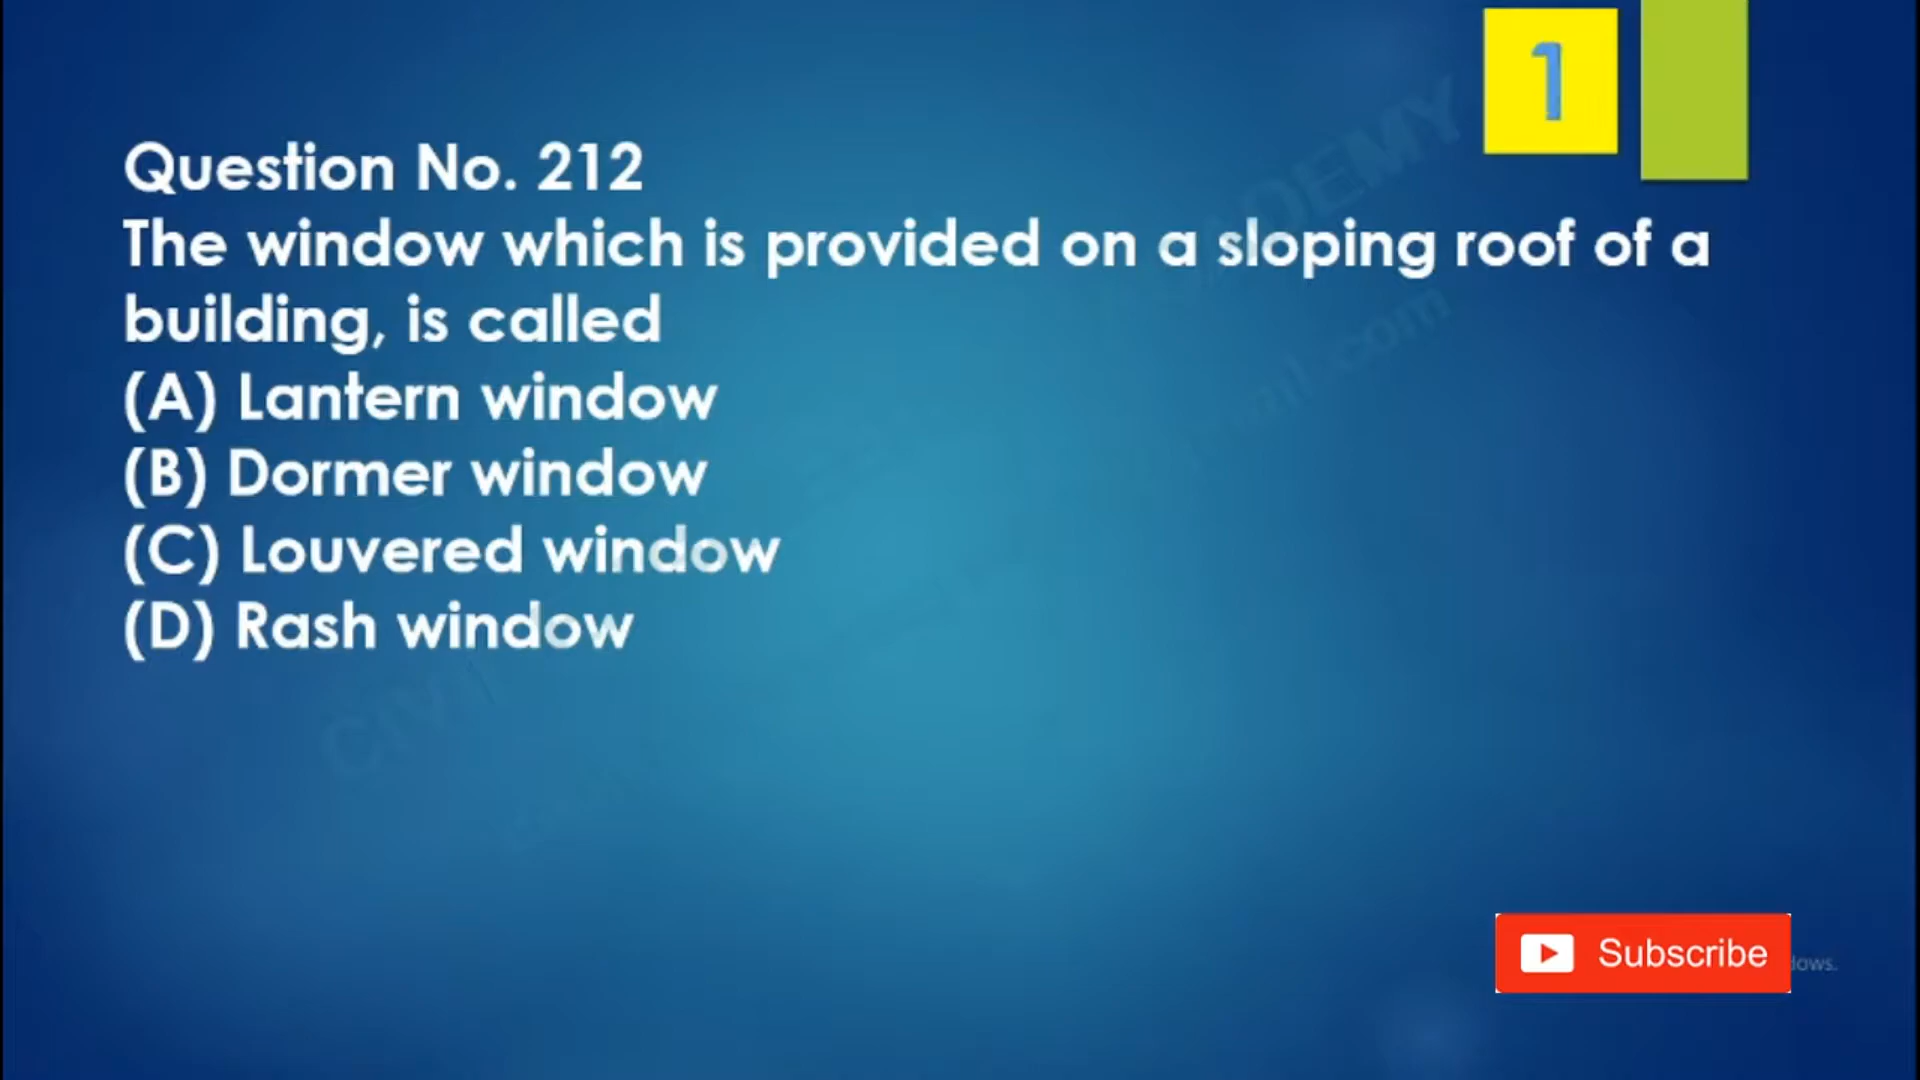 1
Question No. 212
The window which is provided on a sloping roof of a
building, is called
(A) Lantern window
(B) Dormer window
(C) Louvered window
(D) Rash window
Subscribe